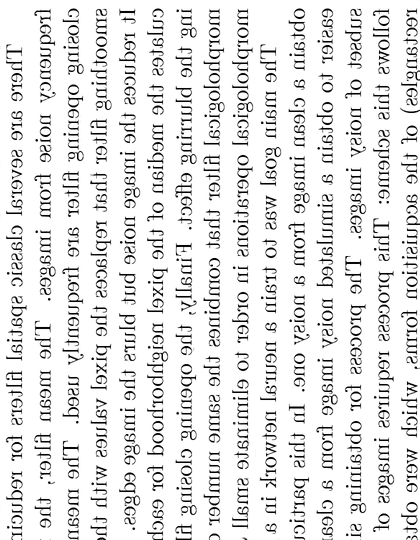 There are several classic spatial filters for reducin
frequency noise from images. The mean filter, the
closing opening filter are frequently used. The mean
smoothing filter that replaces the pixel values with th
It reduces the image noise but blurs the image edges.
culates the median of the pixel neighborhood for each
ing the blurring effect. Finally, the opening closing fi
morphological filter that combines the same number o
morphological operations in order to eliminate small
The main goal was to train a neural network in a
obtain a clean image from a noisy one. In this partic
easier to obtain a simulated noisy image from a clea
subset of noisy images. The process for obtaining si
follows this scheme: This process requires images of
rectangles) of the acquisition forms, which were obta